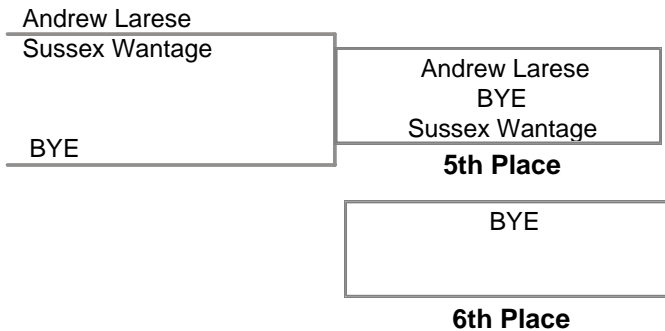 Andrew Larese
Sussex Wantage
BYE
Andrew Larese
BYE
Sussex Wantage
5th Place
BYE
6th Place